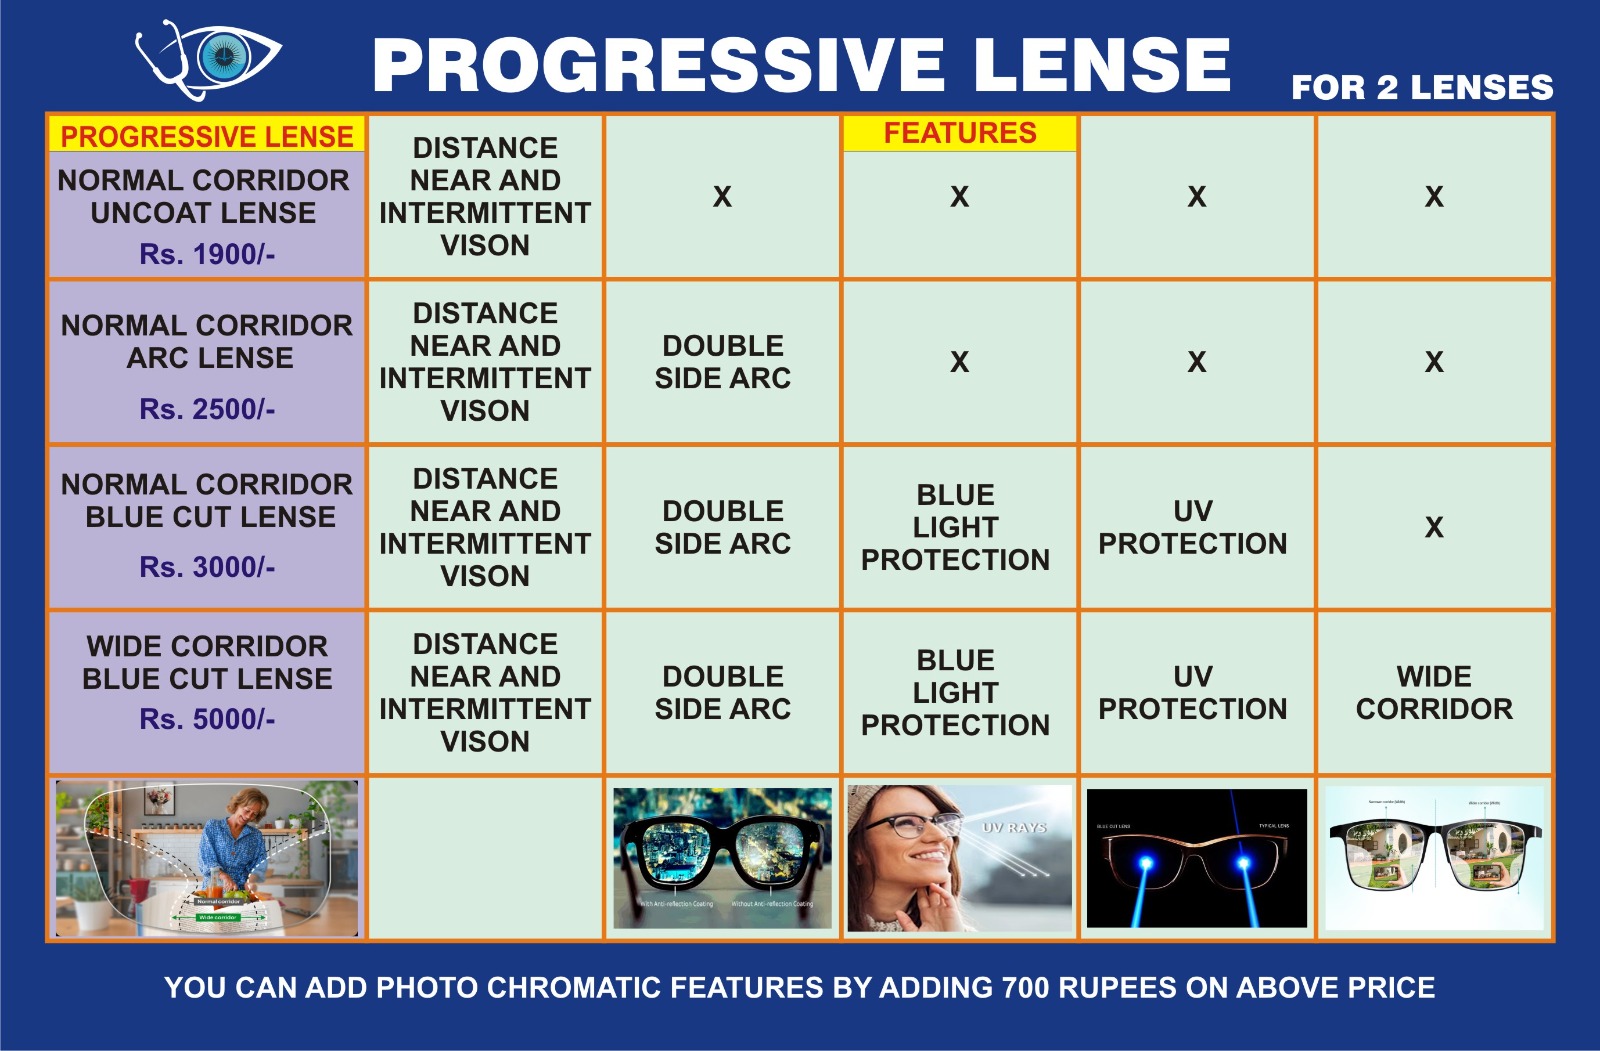 PROGRESSIVE LENSE
FOR 2 LENSES
PROGRESSIVE LENSE
FEATURES
NORMAL CORRIDOR
UNCOAT LENSE
Rs. 1900/-
DISTANCE
NEAR AND
INTERMITTENT
VISON
X
X
X
X
NORMAL CORRIDOR
ARC LENSE
Rs. 2500/-
DISTANCE
NEAR AND
INTERMITTENT
VISON
DOUBLE
SIDE ARC
X
X
X
NORMAL CORRIDOR
BLUE CUT LENSE
Rs. 3000/-
DISTANCE
NEAR AND
INTERMITTENT
VISON
DOUBLE
SIDE ARC
BLUE
LIGHT
PROTECTION
UV
PROTECTION
X
WIDE CORRIDOR
BLUE CUT LENSE
Rs. 5000/-
DISTANCE
NEAR AND
INTERMITTENT
VISON
DOUBLE
SIDE ARC
BLUE
LIGHT
PROTECTION
UV
PROTECTION
WIDE
CORRIDOR
Normal corridor
Wide corridor
With Anti-reflection Coating
Without Anti-reflection Coating
UV RAYS
BLUE CUT LENS
TYPICAL LENS
YOU CAN ADD PHOTO CHROMATIC FEATURES BY ADDING 700 RUPEES ON ABOVE PRICE